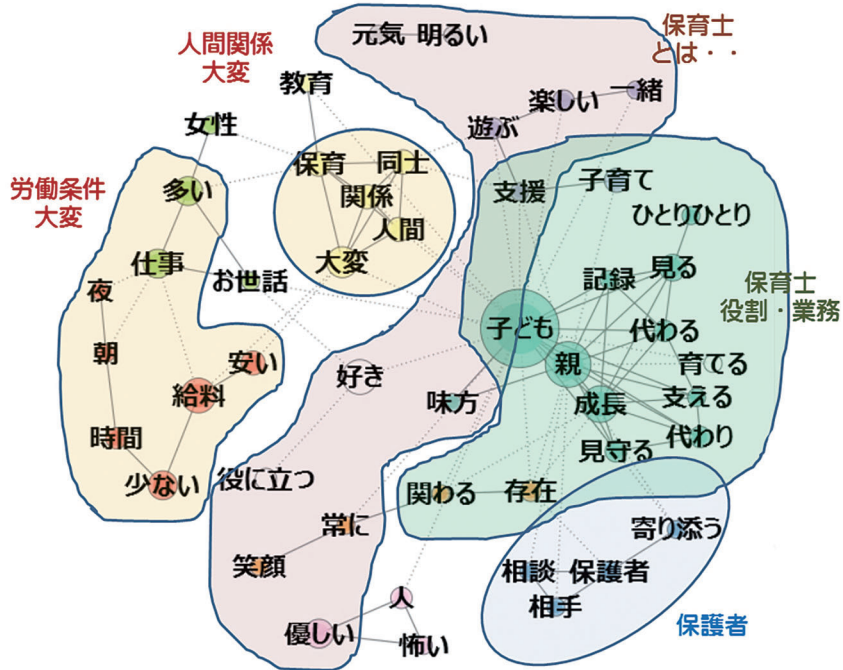 元気 明るい
保育士
とは・・
人間関係
大変
教育
楽しい
一緒
女性
遊ぶ
保育
同士
労働条件
大変
多い
関係
支援
子育て
人間
ひとりひとり
仕事
大変
お世話
記録
見る
保育士
役割・業務
夜
子ども
代わる
朝
安い
好き
親
育てる
給料
味方
成長
支える
時間
見守る
代わり
少ない
役に立つ
関わる
存在
常に
寄り添う
笑顔
相談
保護者
人
相手
優しい
怖い
保護者